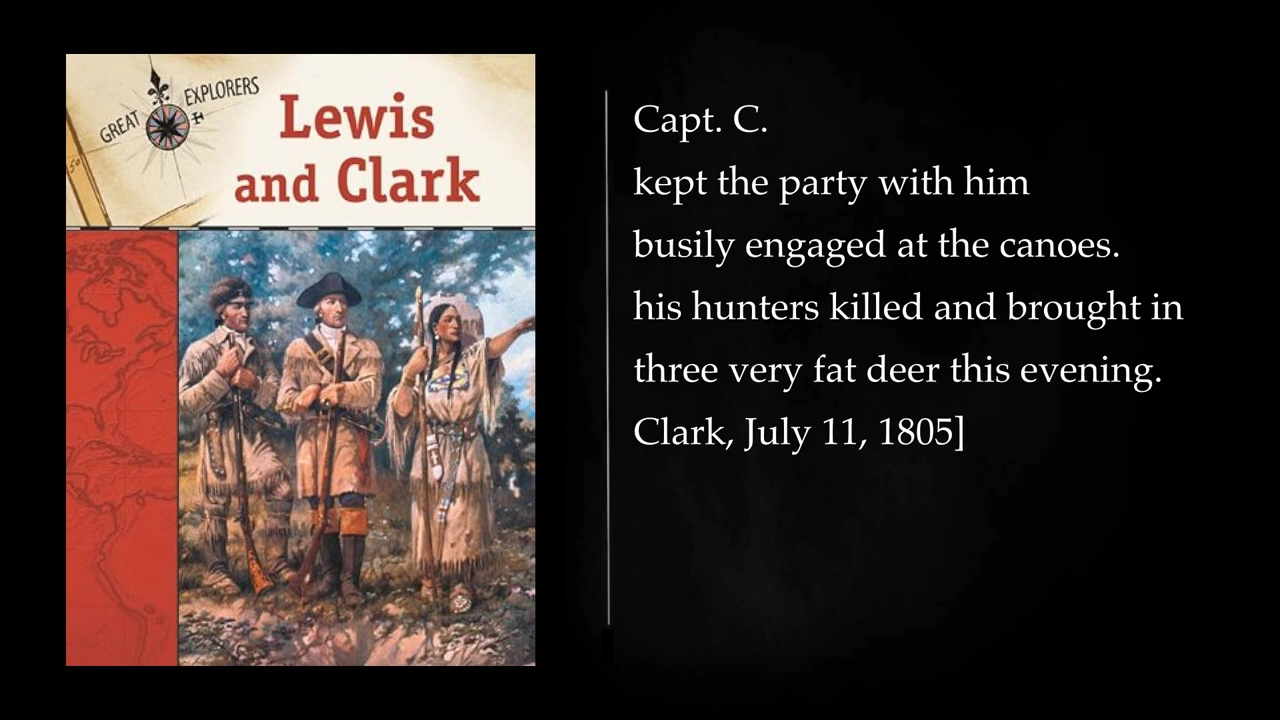 GREAT EXPLORERS
Lewis
and Clark
50
Capt. C.
kept the party with him
busily engaged at the canoes.
his hunters killed and brought in
three very fat deer this evening.
Clark, July 11, 1805]